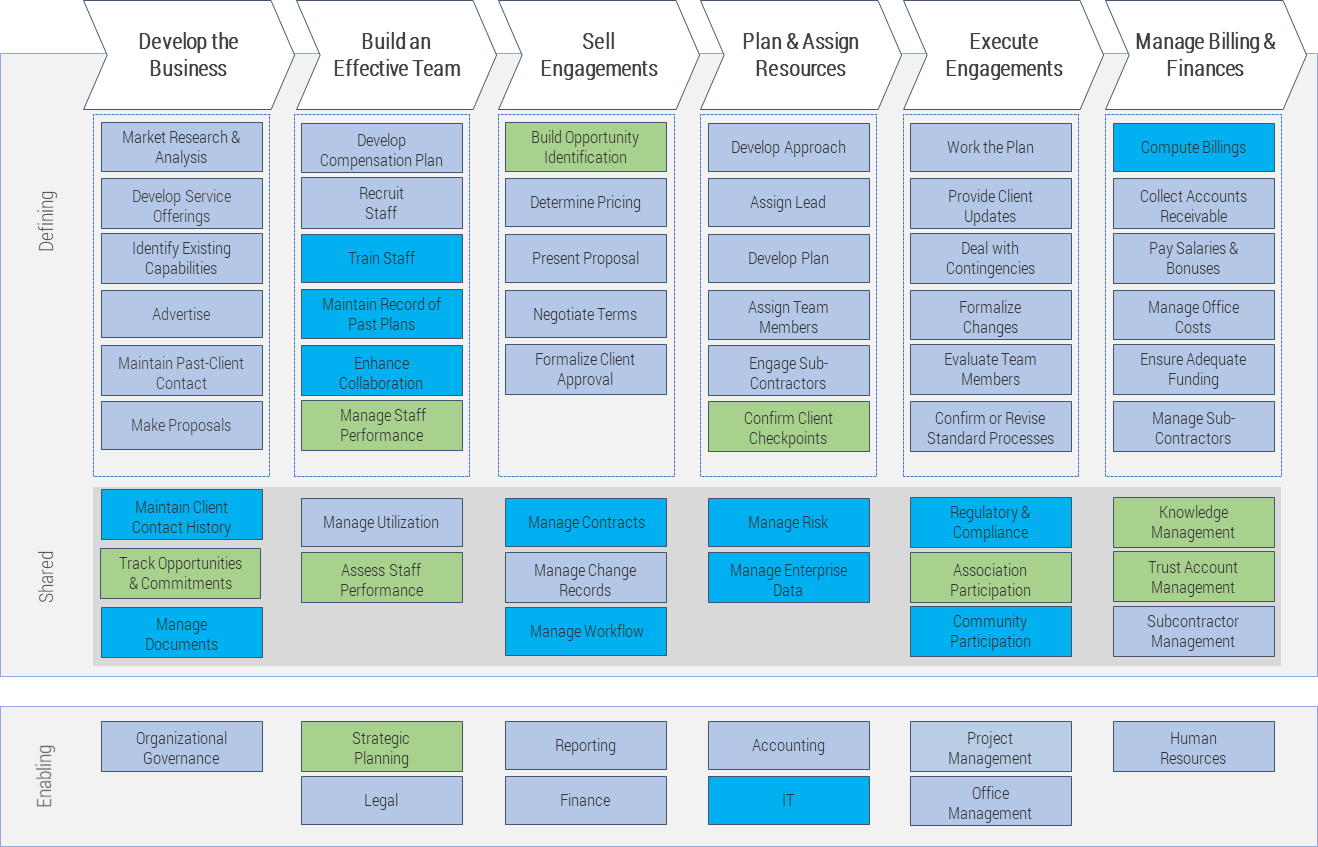 Develop the
Business
Build an
Effective Team
Sell
Engagements
Plan & Assign
Resources
Execute
Engagements
Manage Billing &
Finances
Defining
Market Research &
Analysis
Develop Service
Offerings
Identify Existing
Capabilities
Advertise
Maintain Past-Client
Contact
Make Proposals
Develop
Compensation Plan
Recruit
Staff
Train Staff
Maintain Record of
Past Plans
Enhance
Collaboration
Manage Staff
Performance
Build Opportunity
Identification
Determine Pricing
Present Proposal
Negotiate Terms
Formalize Client
Approval
Develop Approach
Assign Lead
Develop Plan
Assign Team
Members
Engage Sub-
Contractors
Confirm Client
Checkpoints
Work the Plan
Provide Client
Updates
Deal with
Contingencies
Formalize
Changes
Evaluate Team
Members
Confirm or Revise
Standard Processes
Compute Billings
Collect Accounts
Receivable
Pay Salaries &
Bonuses
Manage Office
Costs
Ensure Adequate
Funding
Manage Sub-
Contractors
Shared
Maintain Client
Contact History
Track Opportunities
& Commitments
Manage
Documents
Manage Utilization
Assess Staff
Performance
Manage Contracts
Manage Change
Records
Manage Workflow
Manage Risk
Manage Enterprise
Data
Regulatory &
Compliance
Association
Participation
Community
Participation
Knowledge
Management
Trust Account
Management
Subcontractor
Management
Enabling
Organizational
Governance
Strategic
Planning
Legal
Reporting
Finance
Accounting
IT
Project
Management
Office
Management
Human
Resources